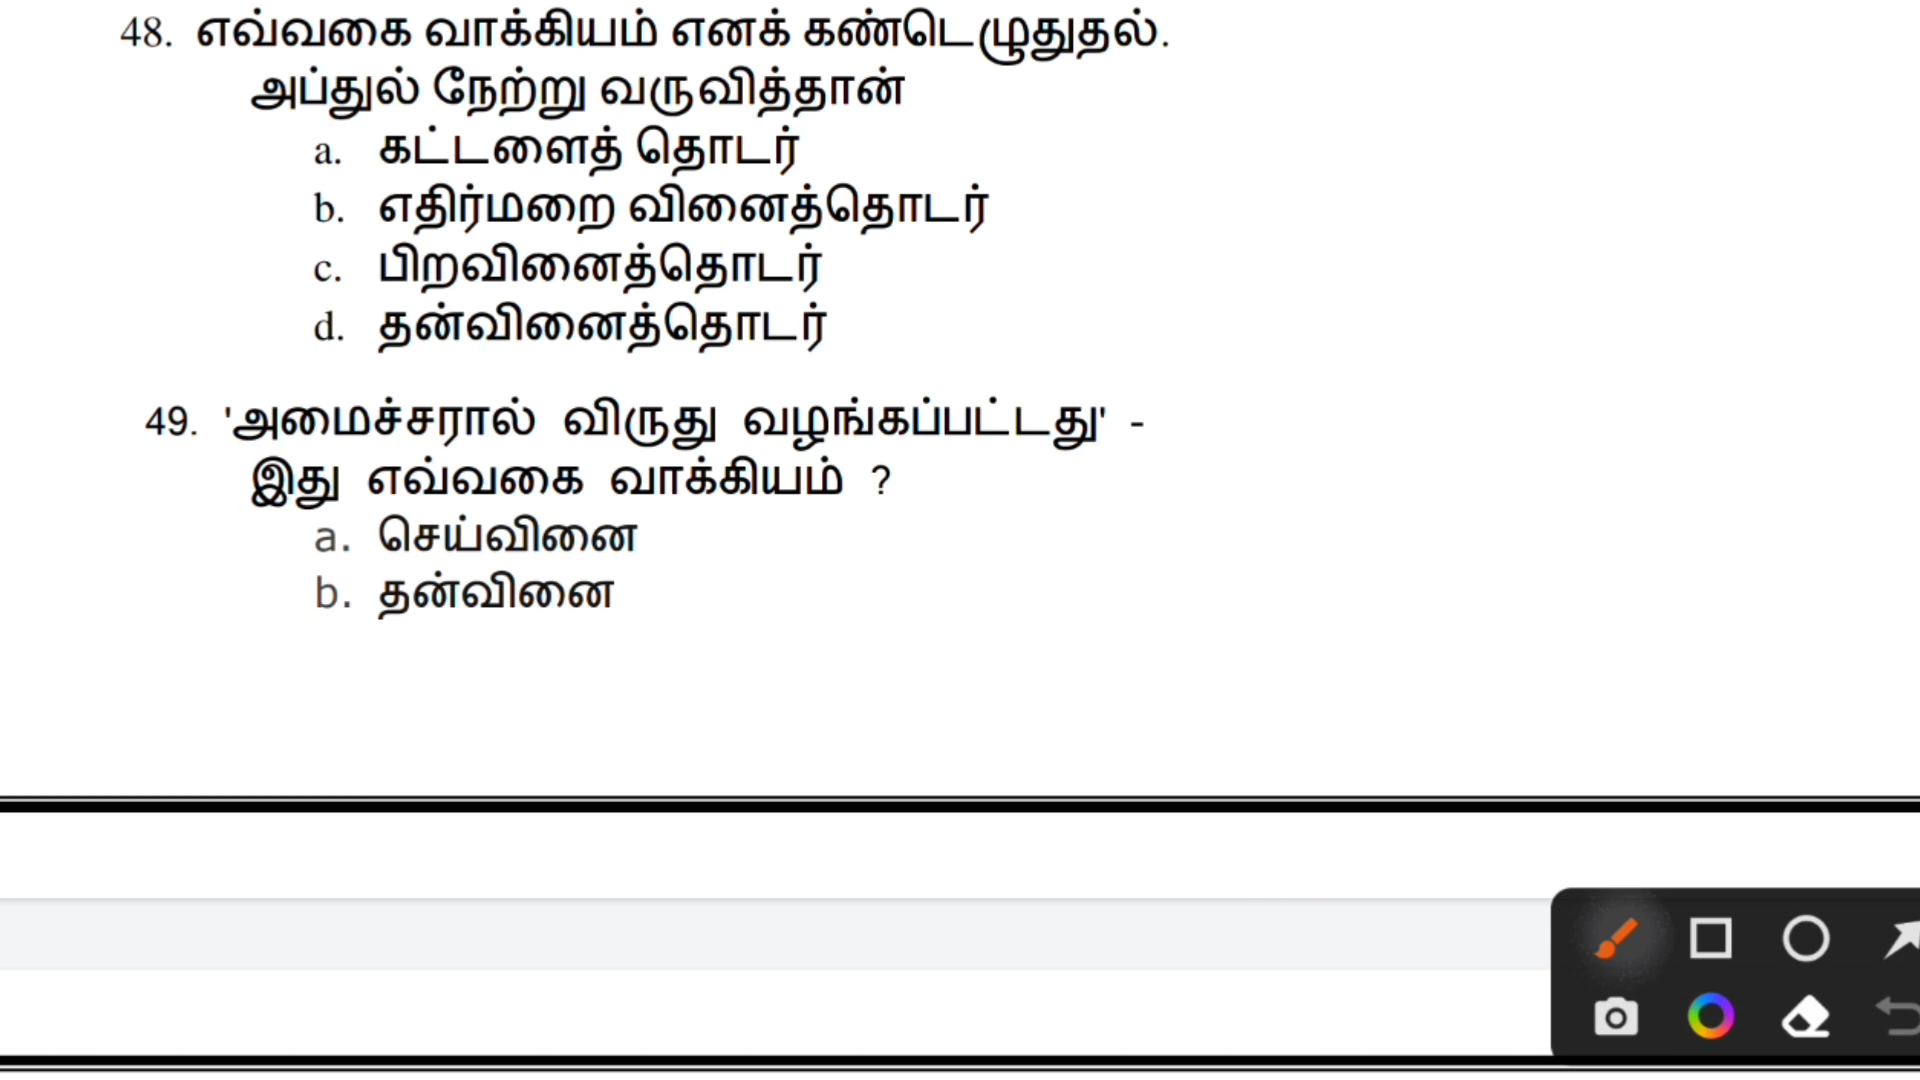 48. எவ்வகை வாக்கியம் எனக் கண்டெழுதுதல்.
அப்துல் நேற்று வருவித்தான்
a. கட்டளைத் தொடர்
b. எதிர்மறை வினைத்தொடர்
c. பிறவினைத்தொடர்
d. தன்வினைத்தொடர்
49. 'அமைச்சரால் விருது வழங்கப்பட்டது' -
இது எவ்வகை வாக்கியம் ?
a. செய்வினை
b. தன்வினை